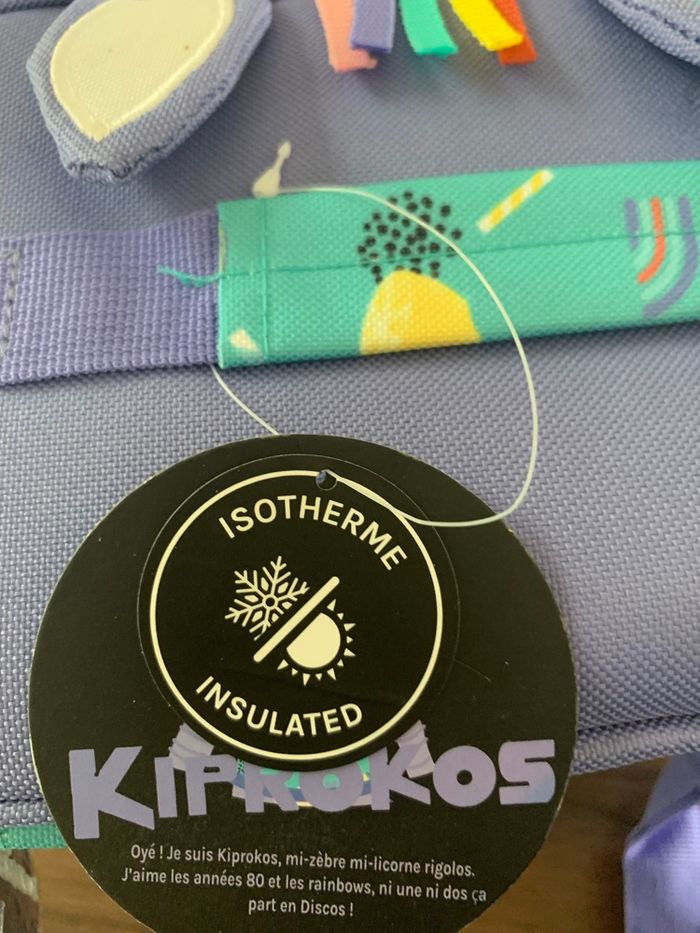 ISOTHERME
INSULATED
KIPROKOS
Oyé ! Je suis Kiprokos, mi-zèbre mi-licorne rigolos.
J'aime les années 80 et les rainbows, ni une ni dos ça
part en Discos !